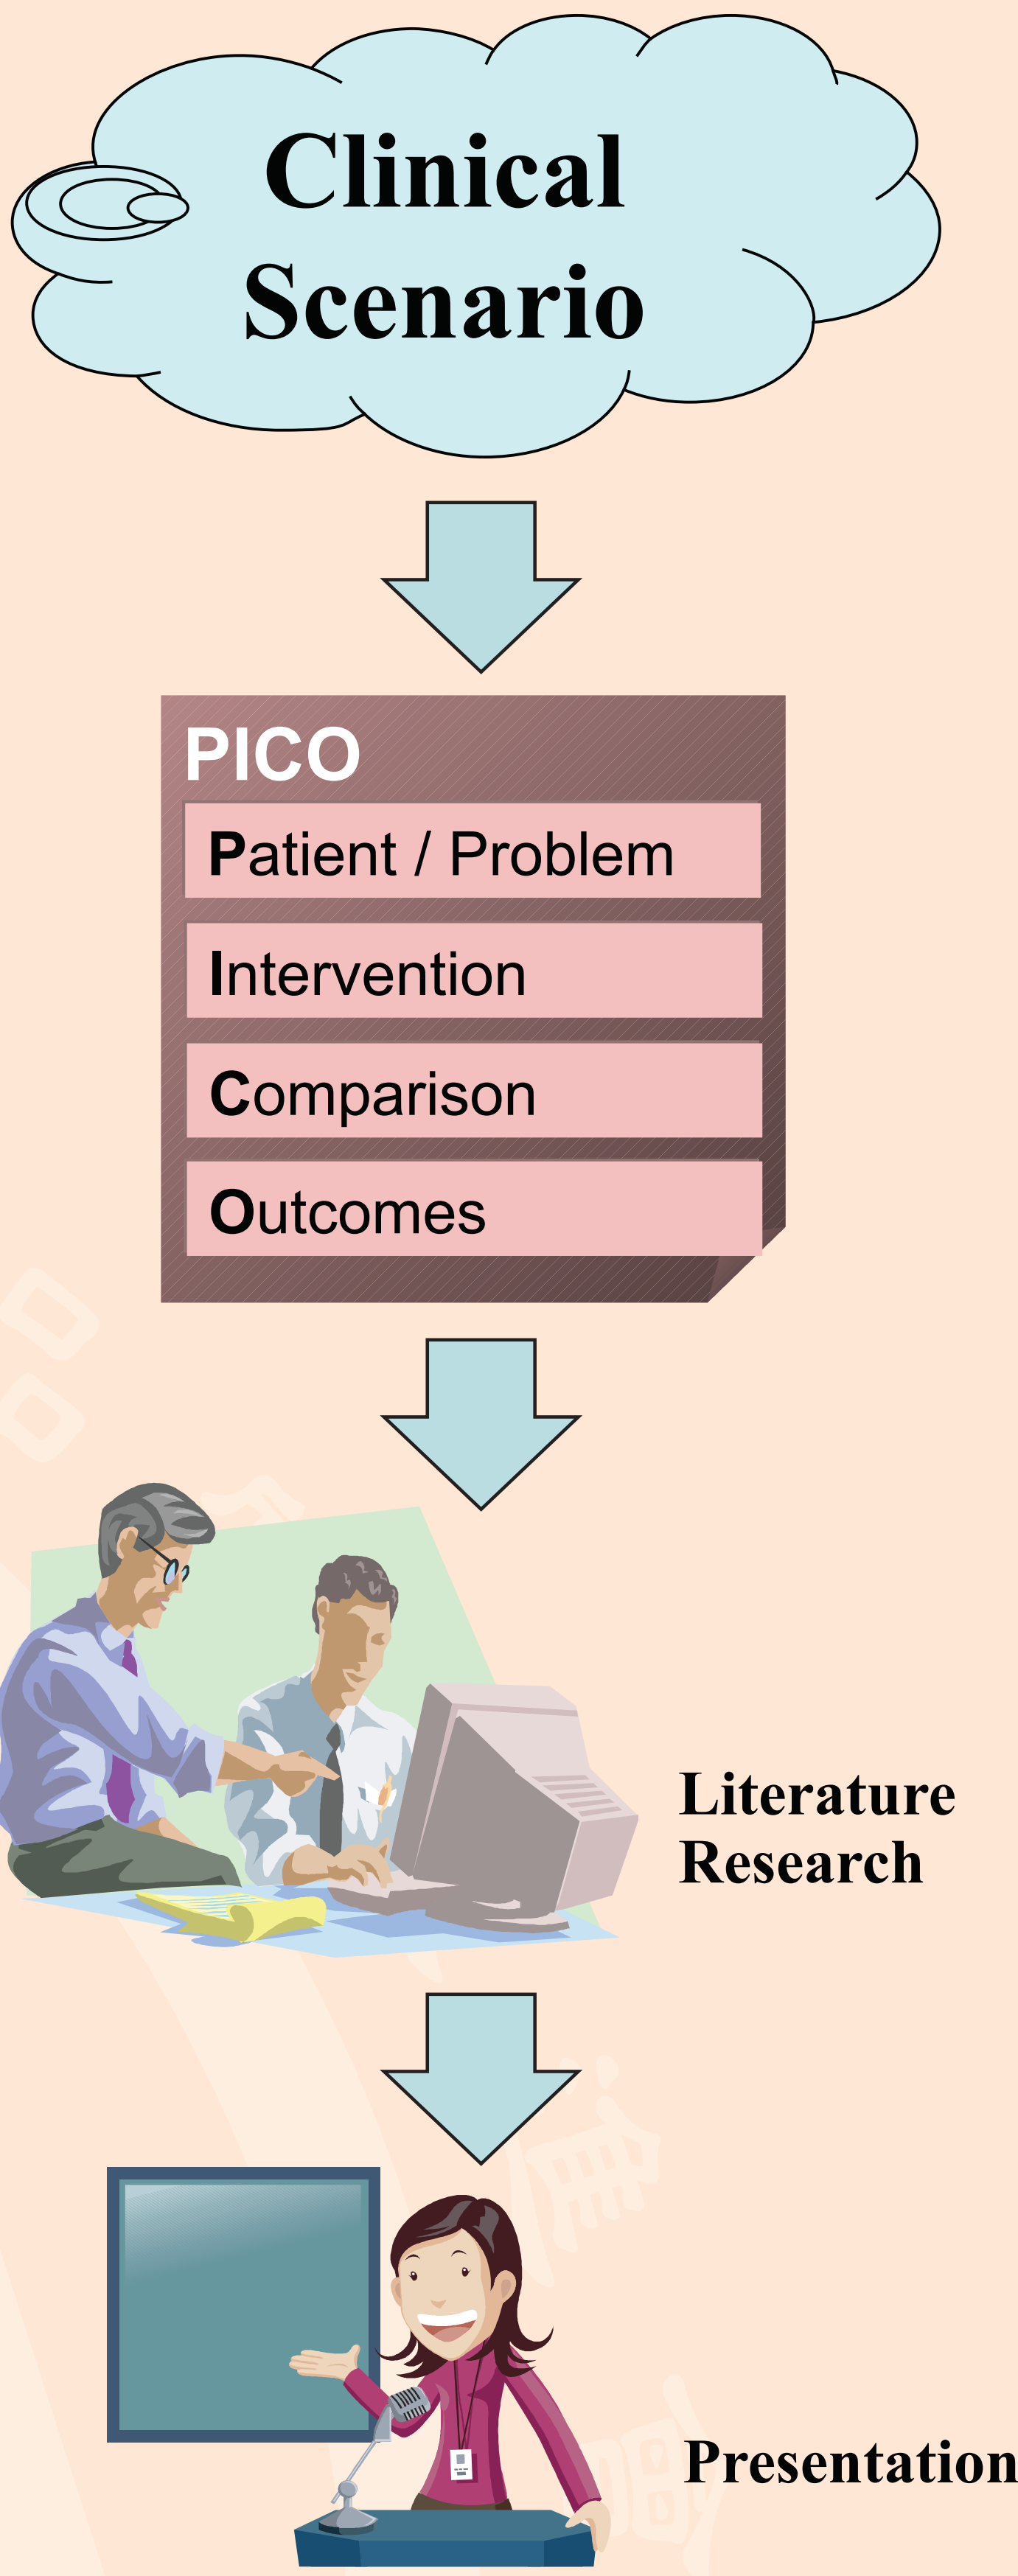 Clinical
Scenario
PICO
Patient / Problem
Intervention
Comparison
Outcomes
Literature
Research
Presentation